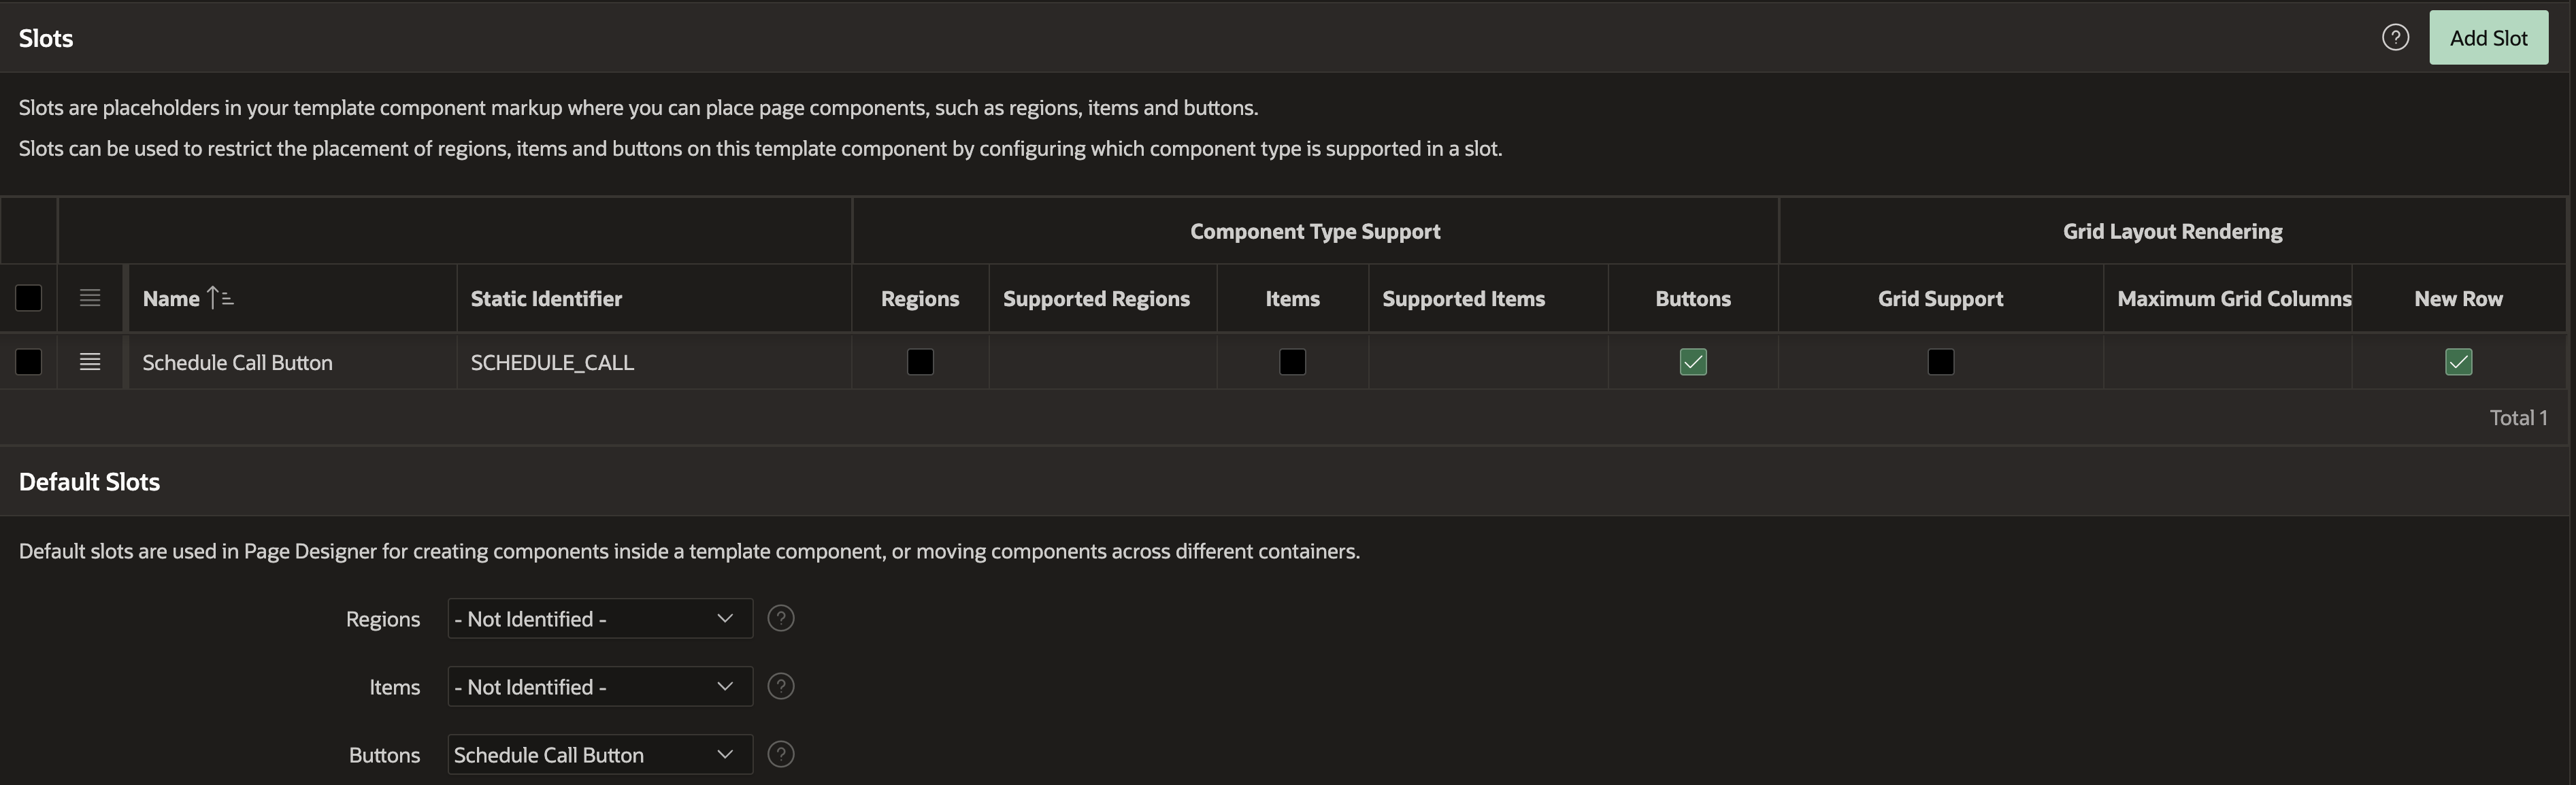 Slots
? Add Slot
Slots are placeholders in your template component markup where you can place page components, such as regions, items and buttons.
Slots can be used to restrict the placement of regions, items and buttons on this template component by configuring which component type is supported in a slot.
Component Type Support Grid Layout Rendering
Name Static Identifier Regions Supported Regions Items Supported Items Buttons Grid Support Maximum Grid Columns New Row
Schedule Call Button SCHEDULE_CALL
Total 1
Default Slots
Default slots are used in Page Designer for creating components inside a template component, or moving components across different containers.
Regions - Not Identified - ?
Items - Not Identified - ?
Buttons Schedule Call Button ?